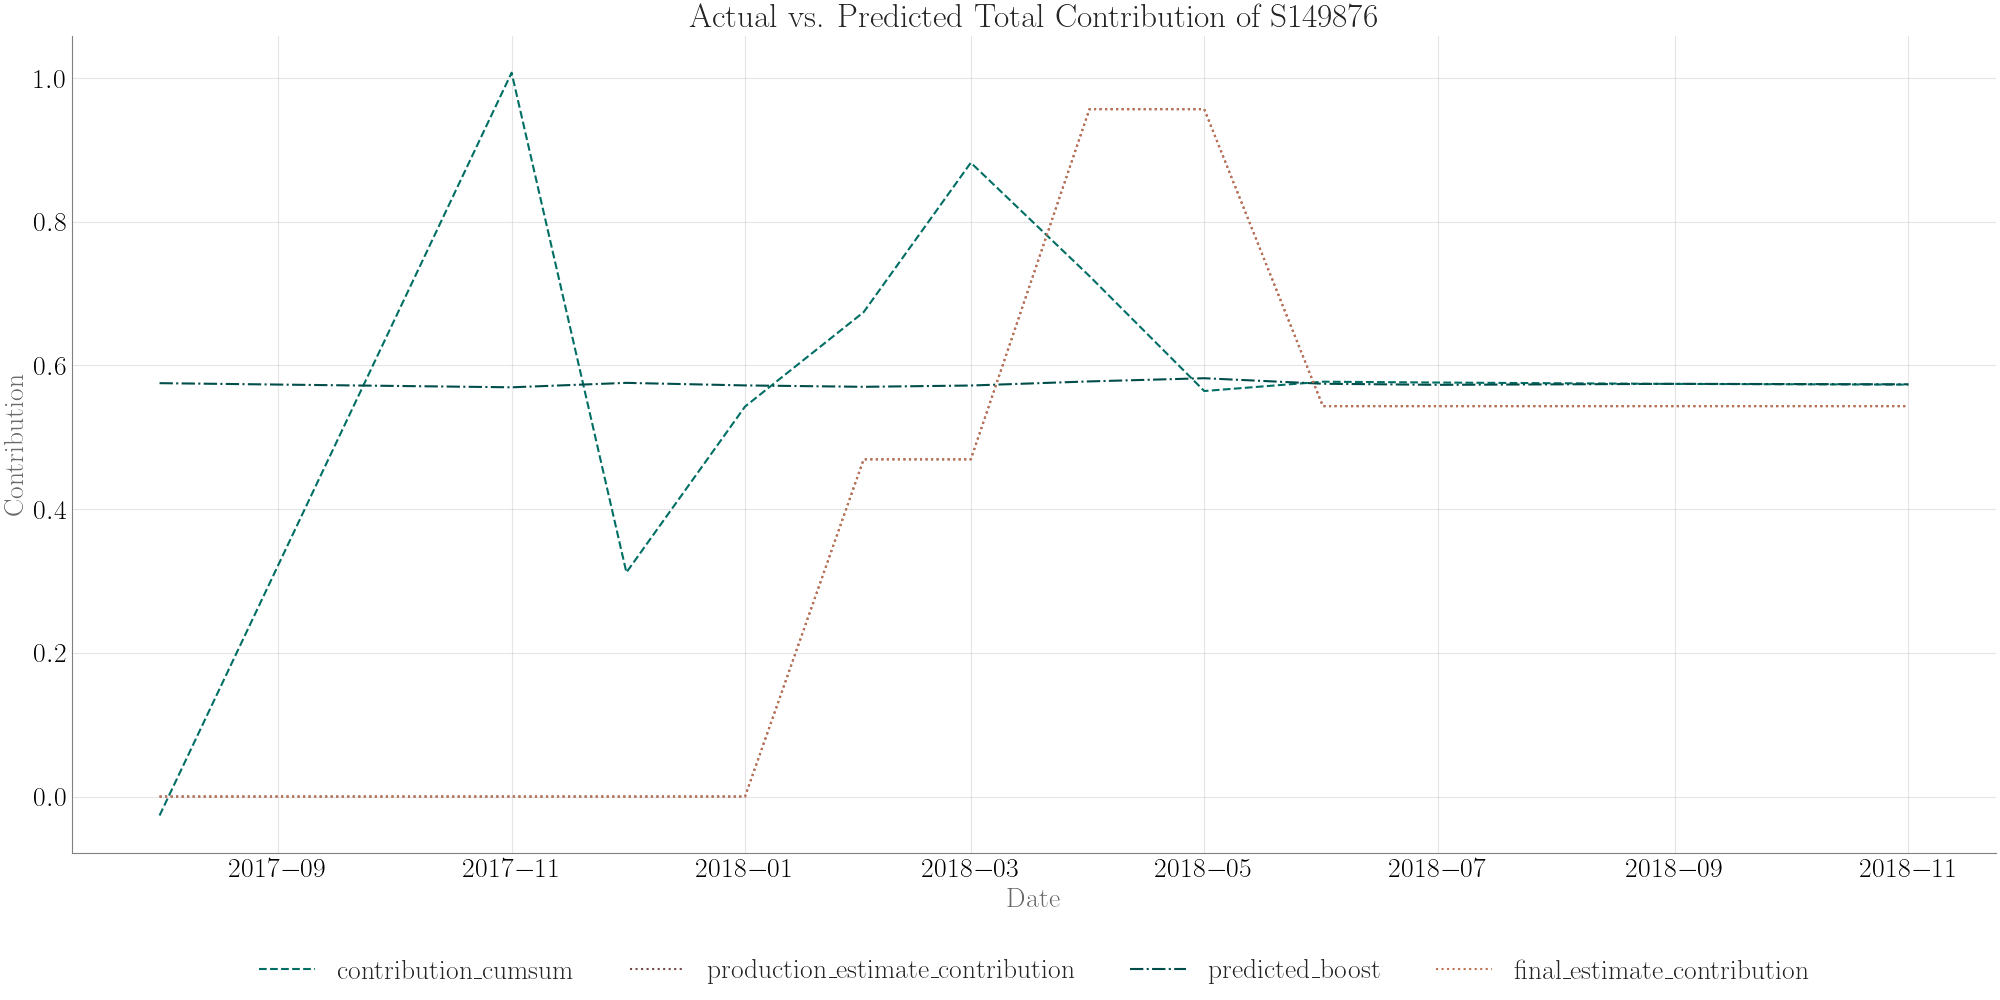 Actual vs. Predicted Total Contribution of S149876
1.0
0.8
0.6
0.4
0.2
0.0
Contribution
2017−09 2017−11 2018−01 2018−03 2018−05 2018−07 2018−09 2018−11
Date
contribution_cumsum production_estimate_contribution predicted_boost final_estimate_contribution